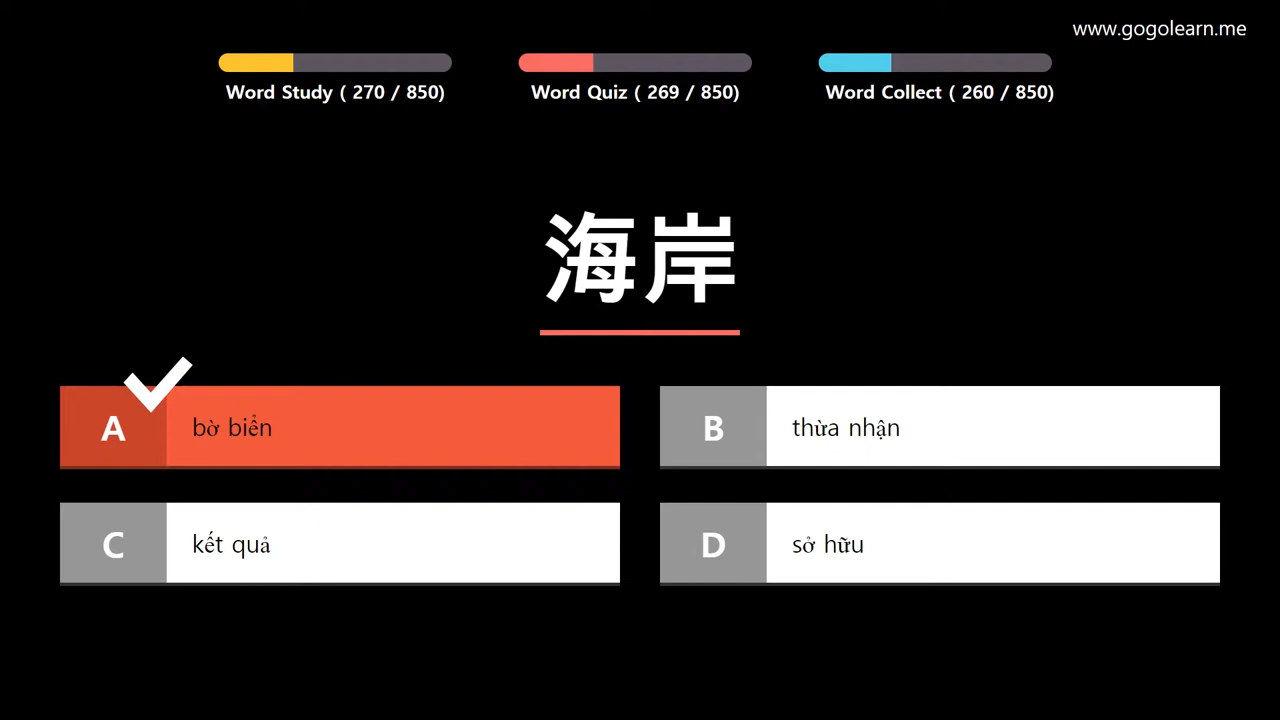 www.gogolearn.me
Word Study ( 270 / 850)
Word Quiz ( 269 / 850)
Word Collect ( 260 / 850)
海岸
A bờ biển
B thừa nhận
C kết quả
D sở hữu